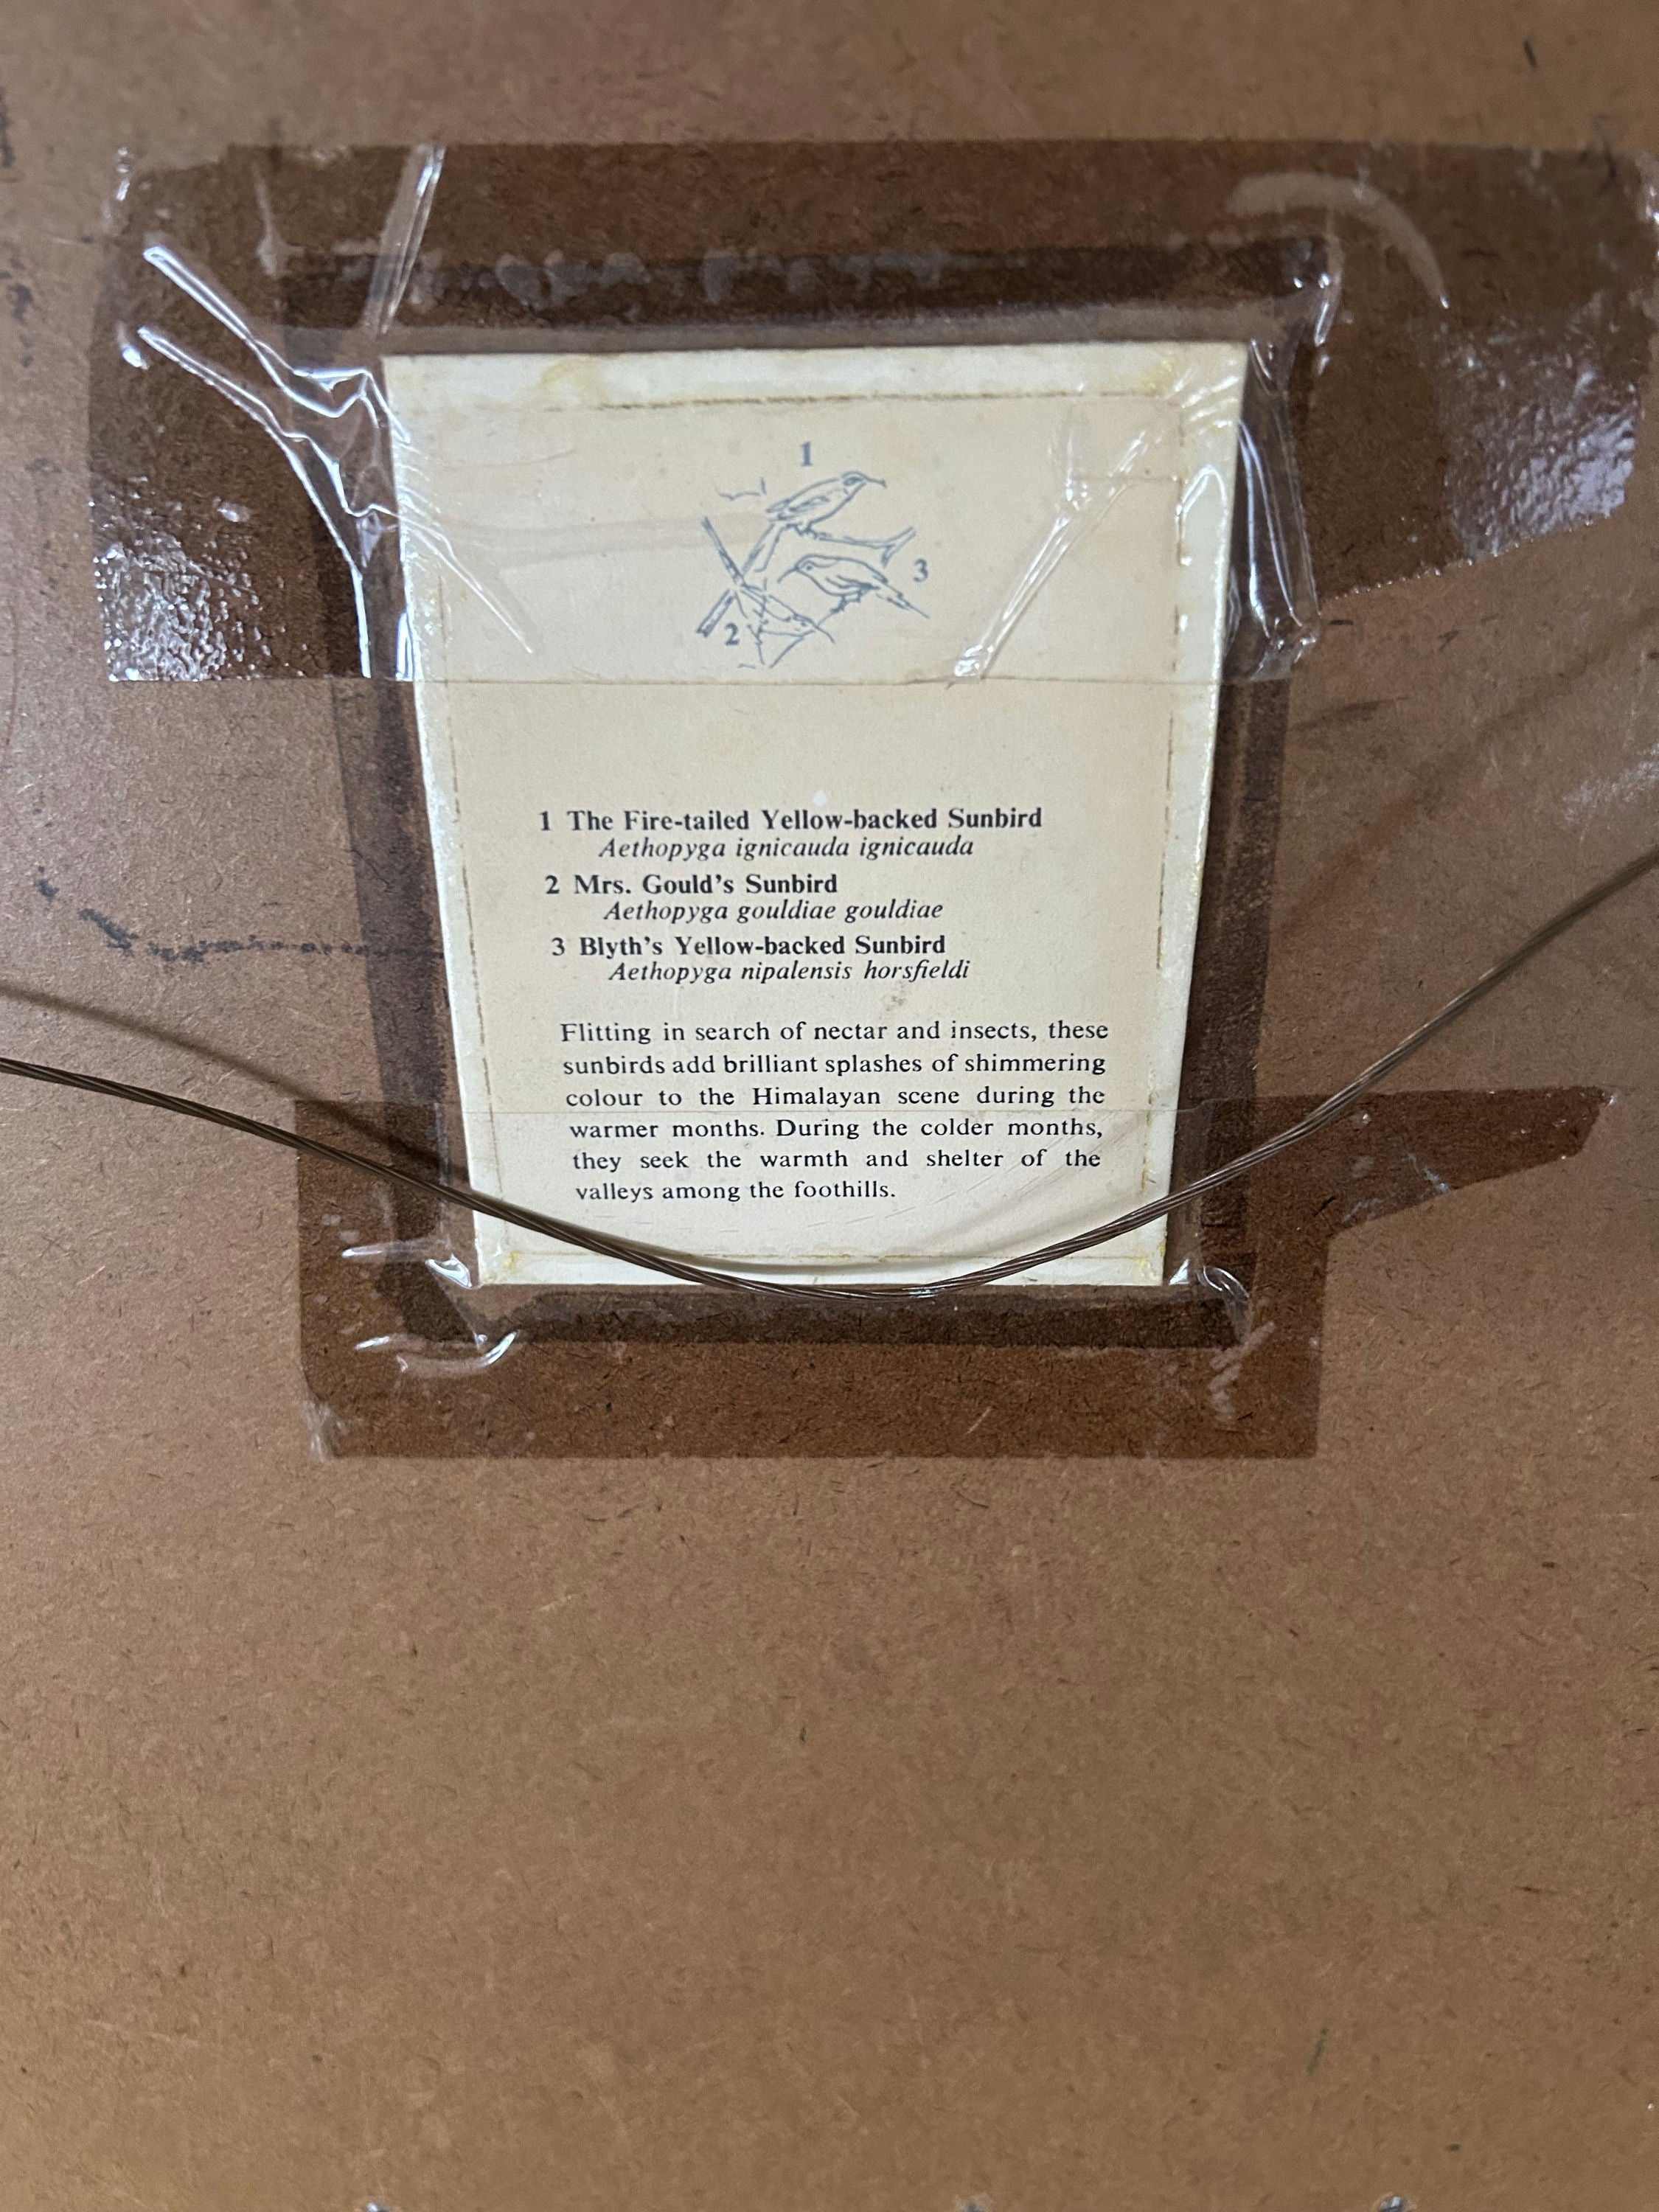 1
3
2
1 The Fire-tailed Yellow-backed Sunbird
Aethopyga ignicauda ignicauda
2 Mrs. Gould's Sunbird
Aethopyga gouldiae gouldiae
3 Blyth's Yellow-backed Sunbird
Aethopyga nipalensis horsfieldi
Flitting in search of nectar and insects, these
sunbirds add brilliant splashes of shimmering
colour to the Himalayan scene during the
warmer months. During the colder months,
they seek the warmth and shelter of the
valleys among the foothills.